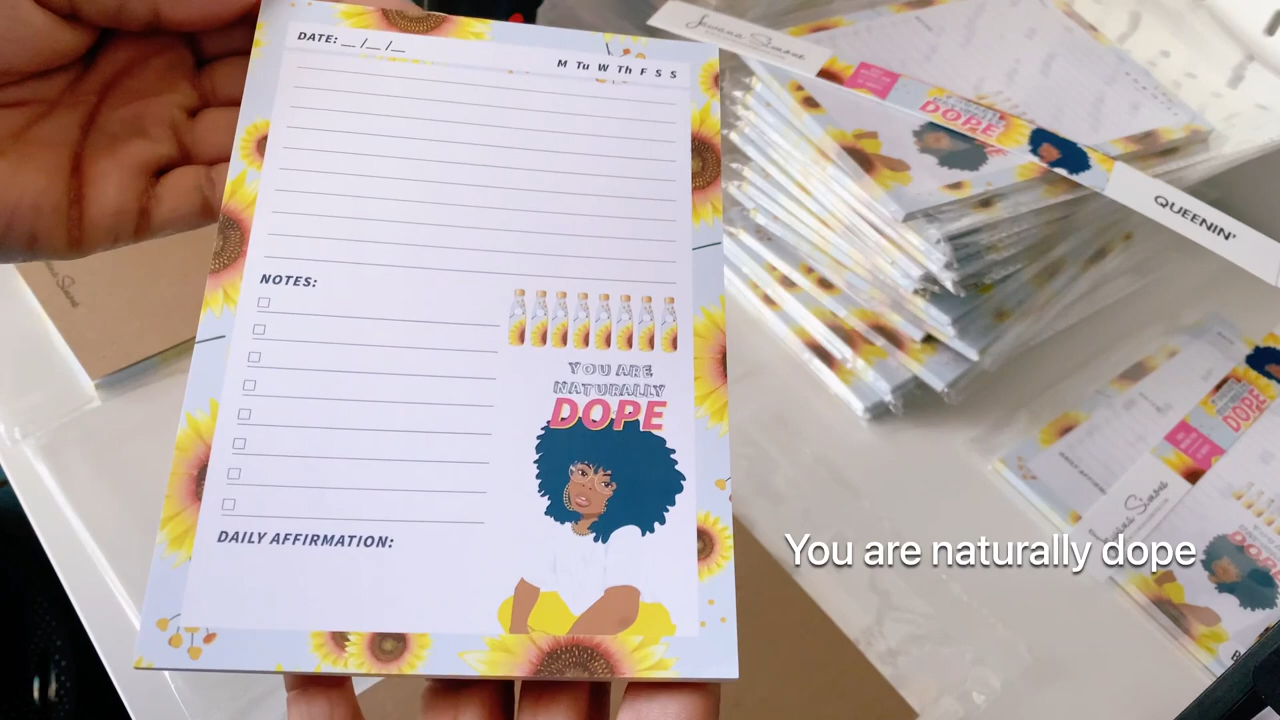 DATE: __ /__ /__
M Tu W Th F S S
NOTES:
YOU ARE
NATURALLY
DOPE
DAILY AFFIRMATION:
You are naturally dope
DOPE
QUEENIN'
DOPE